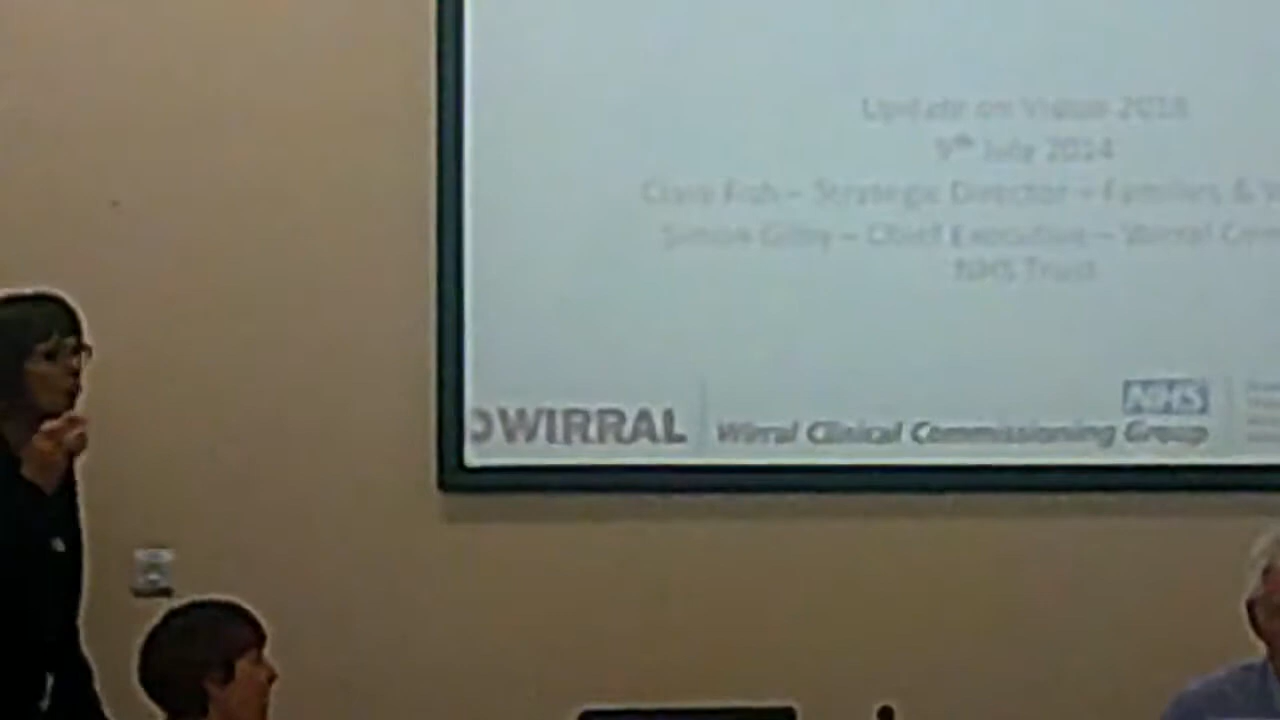 Update on Vision 2018
9th July 2014
Clare Fish – Strategic Director – Families &
Simon Gilby – Chief Executive – Wirral
NHS Trust
NHS
WIRRAL
Wirral Clinical Commissioning Group